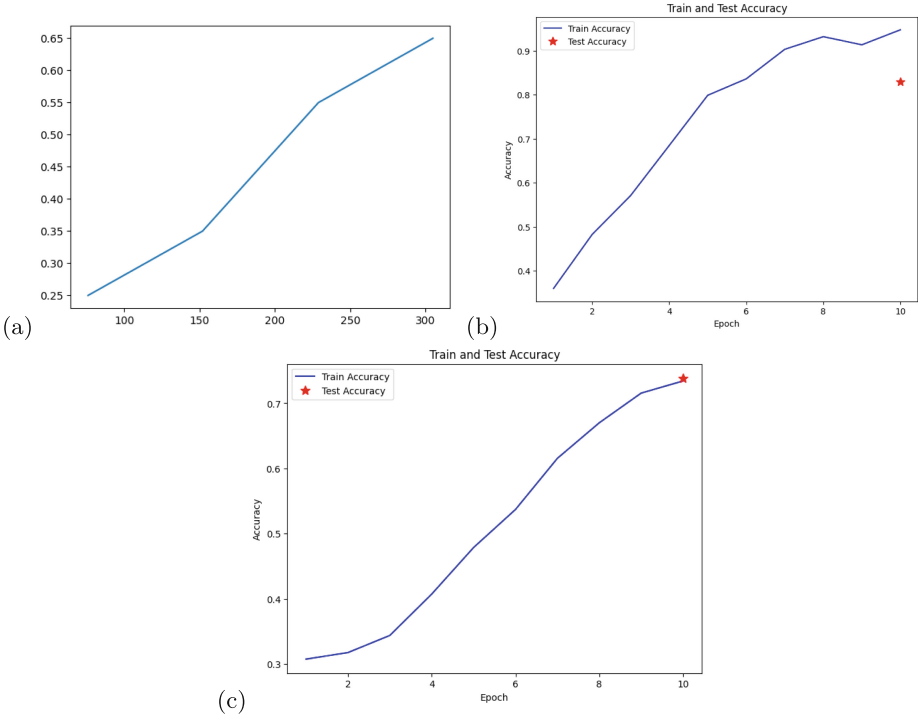 0.65
0.60
0.55
0.50
0.45
0.40
0.35
0.30
0.25
100 150 200 250 300
(a)
Train and Test Accuracy
Train Accuracy
Test Accuracy
0.9
0.8
0.7
0.6
0.5
0.4
Accuracy
2 4 6 8 10
Epoch
(b)
Train and Test Accuracy
Train Accuracy
Test Accuracy
0.7
0.6
0.5
0.4
0.3
Accuracy
2 4 6 8 10
Epoch
(c)